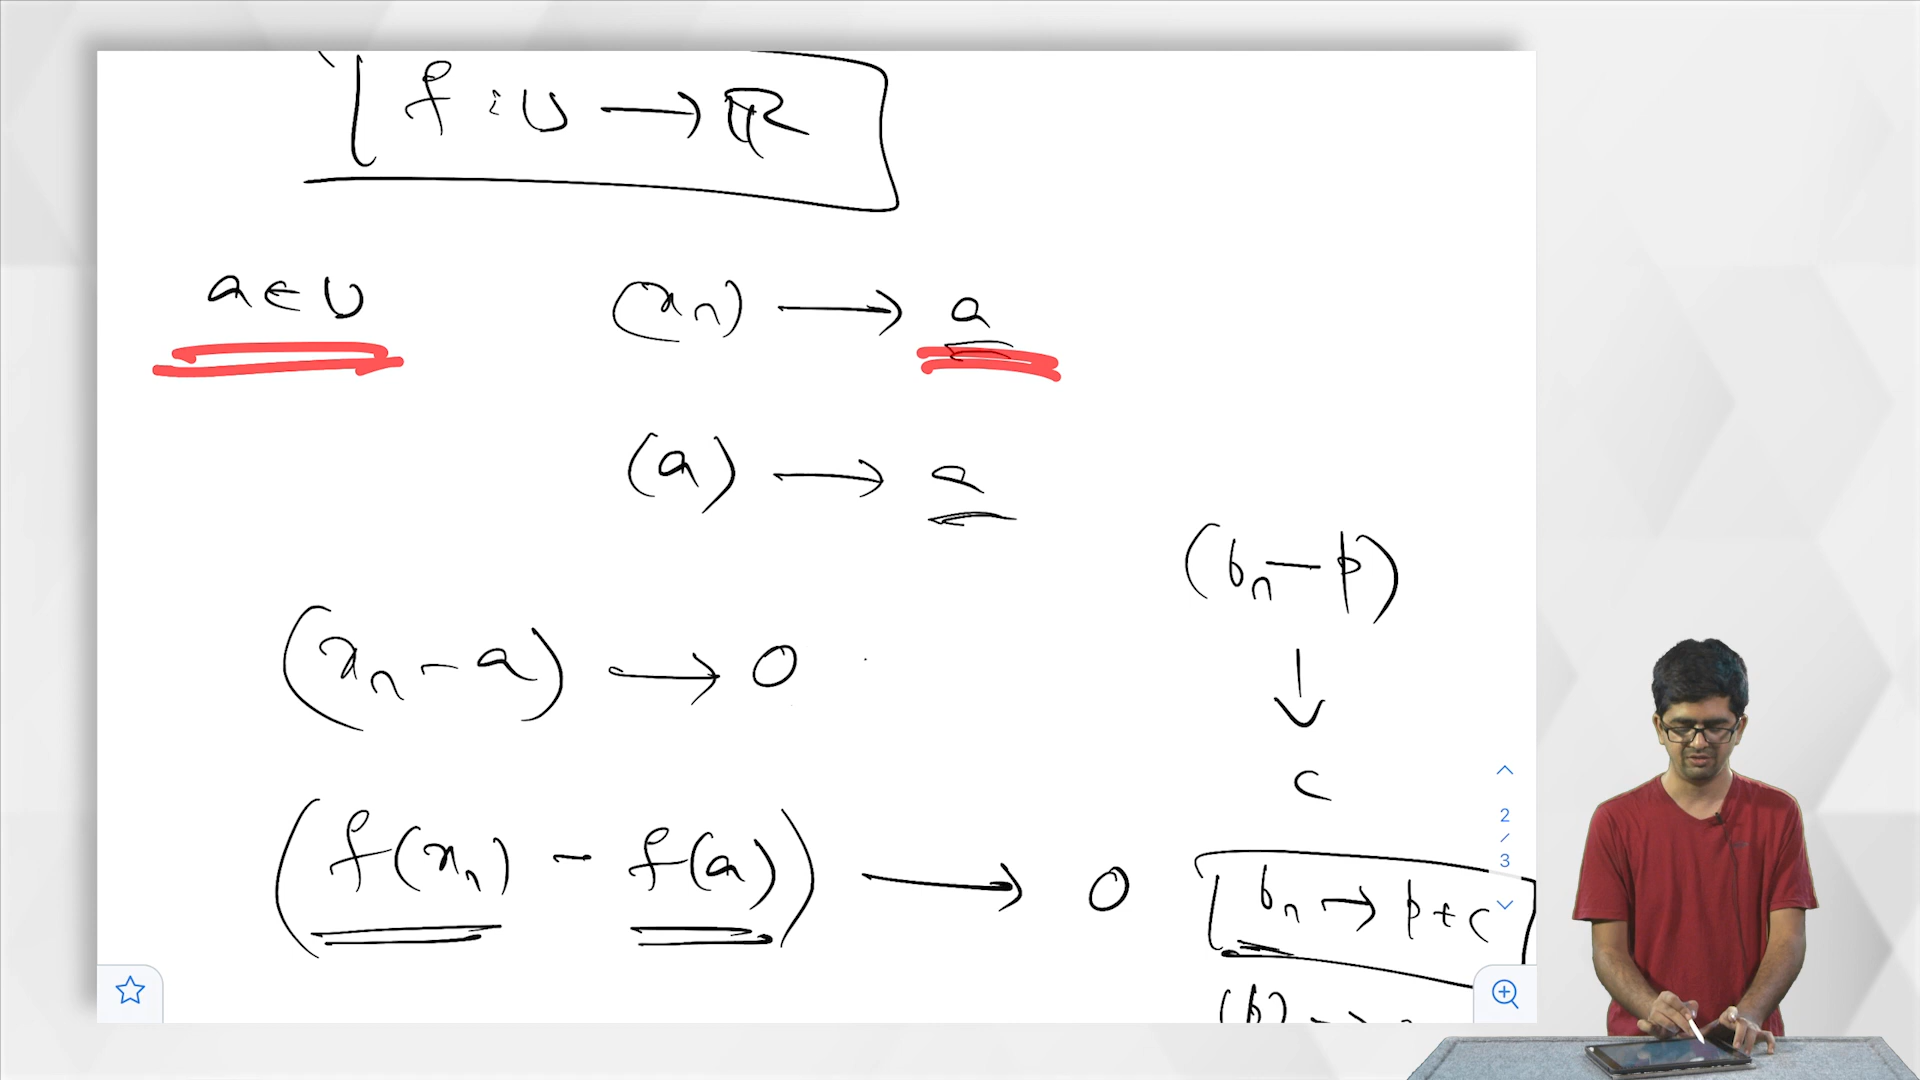 f : U → ℝ
a ∈ U
(xₙ) → a
(a) → a
(bₙ – p)
↓
c
(xₙ – a) → 0
(f(xₙ) – f(a)) → 0
bₙ → p + c
(b) →
2
/
3